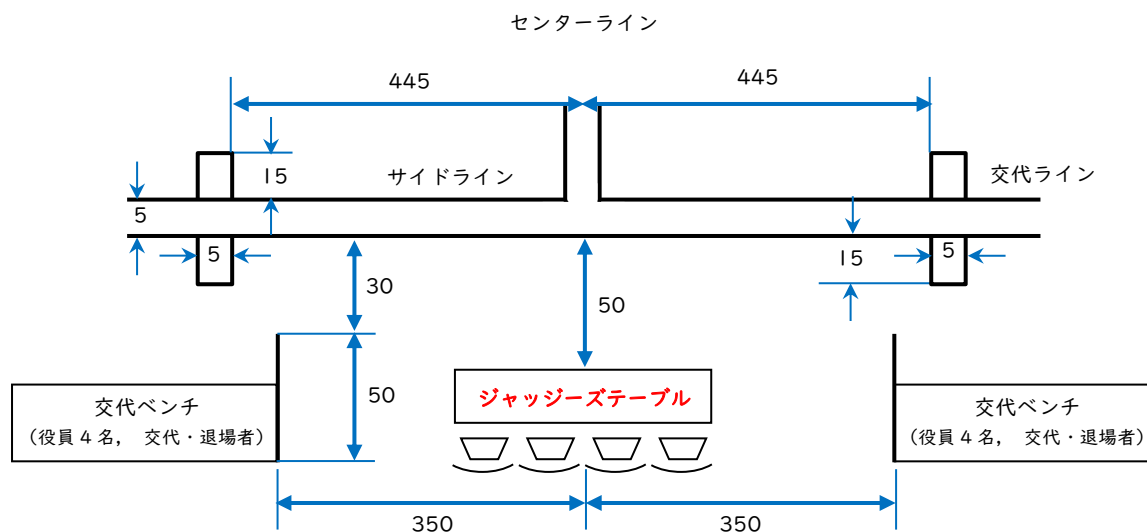 センターライン
445
445
15
サイドライン
交代ライン
5
5
15
5
30
50
50
ジャッジーズテーブル
交代ベンチ
(役員4名, 交代・退場者)
交代ベンチ
(役員4名, 交代・退場者)
350
350